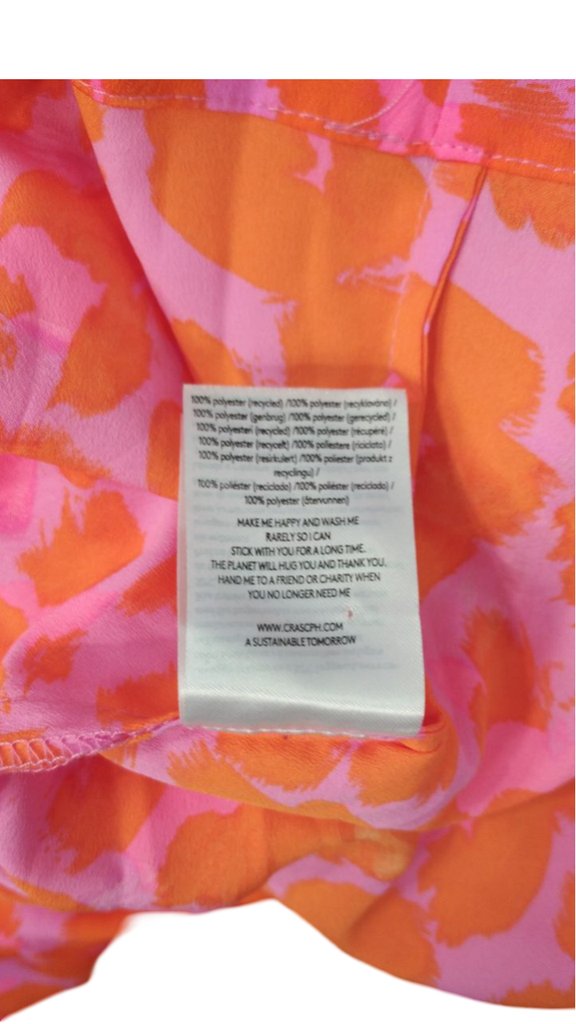 100% polyester (recycled) /100% polyester (recyklováno) /
100% polyester (genbrug) /100% polyester (gerecycled) /
100% polyesteri (recycled) /100% polyester (récupéré) /
100% polyester (recycelt) /100% poliestere (riciclato) /
100% polyester (resirkulert) /100% poliester (produkt z
recyclingu) /
100% poliéster (reciclado) /100% poliéster (reciclado) /
100% polyester (återvunnen)
MAKE ME HAPPY AND WASH ME
RARELY SO I CAN
STICK WITH YOU FOR A LONG TIME.
THE PLANET WILL HUG YOU AND THANK YOU.
HAND ME TO A FRIEND OR CHARITY WHEN
YOU NO LONGER NEED ME
WWW.CRASCPH.COM
A SUSTAINABLE TOMORROW